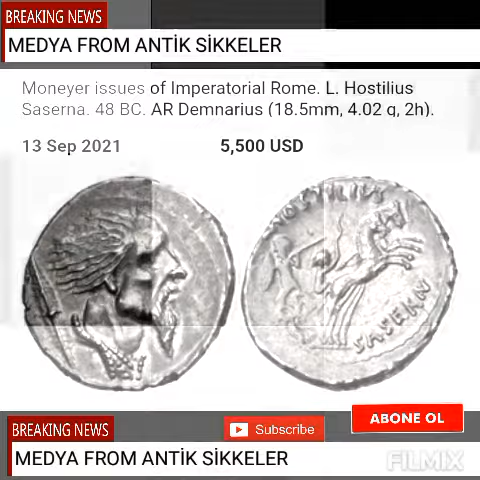 BREAKING NEWS
MEDYA FROM ANTİK SİKKELER
Moneyer issues of Imperatorial Rome. L. Hostilius
Saserna. 48 BC. AR Demnarius (18.5mm, 4.02 g, 2h).
13 Sep 2021 5,500 USD
HOSTILIVS
SASERN
BREAKING NEWS
Subscribe
ABONE OL
MEDYA FROM ANTİK SİKKELER
FILMIX